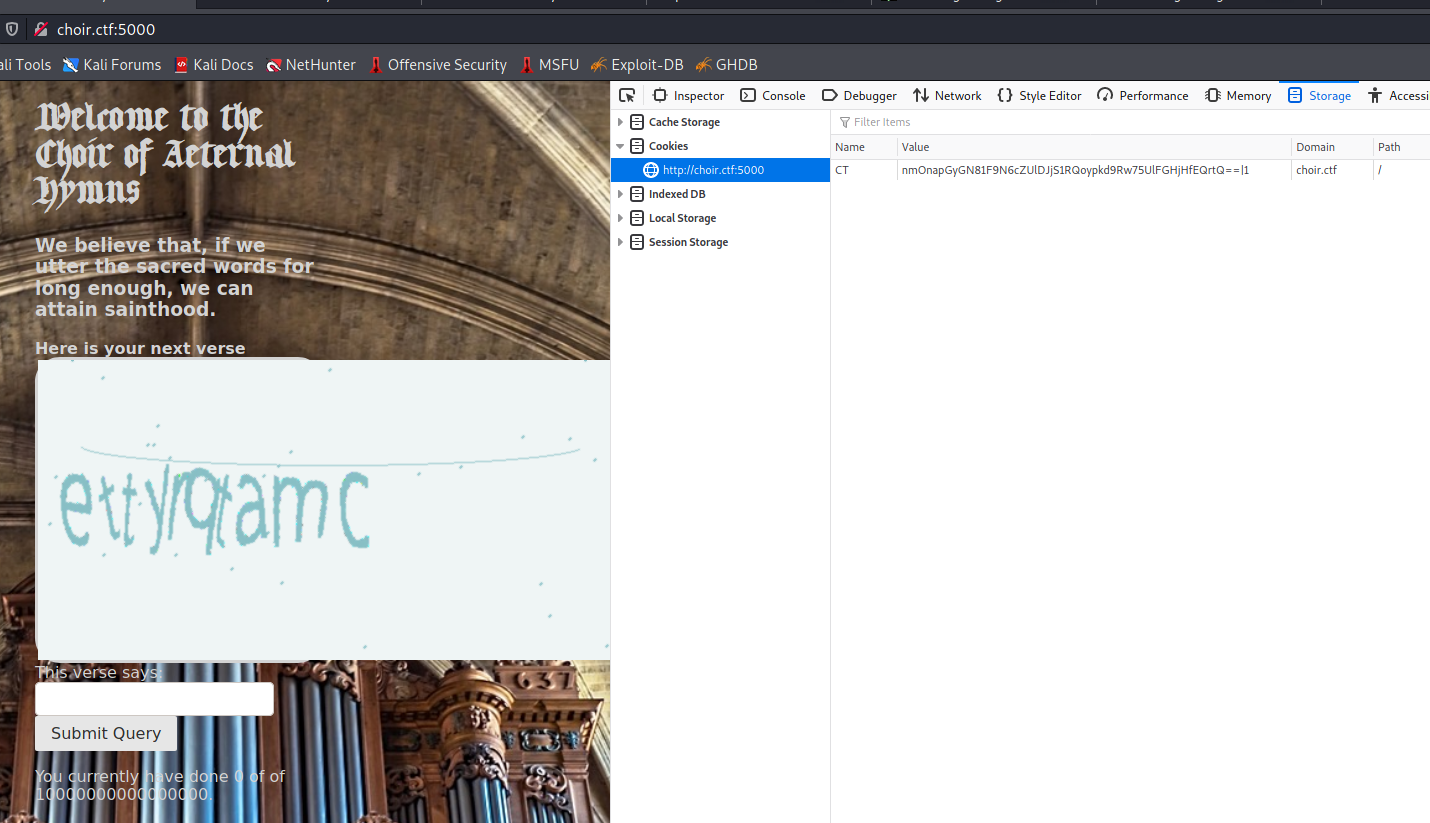 choir.ctf:5000
ali Tools Kali Forums Kali Docs NetHunter Offensive Security MSFU Exploit-DB GHDB
Welcome to the
Choir of Aeternal
Hymns
We believe that, if we
utter the sacred words for
long enough, we can
attain sainthood.
Here is your next verse
This verse says:
Submit Query
You currently have done 0 of of
10000000000000000.
Inspector Console Debugger Network Style Editor Performance Memory Storage Accessi
Cache Storage
Cookies
http://choir.ctf:5000
Indexed DB
Local Storage
Session Storage
Filter Items
Name Value Domain Path
CT choir.ctf /